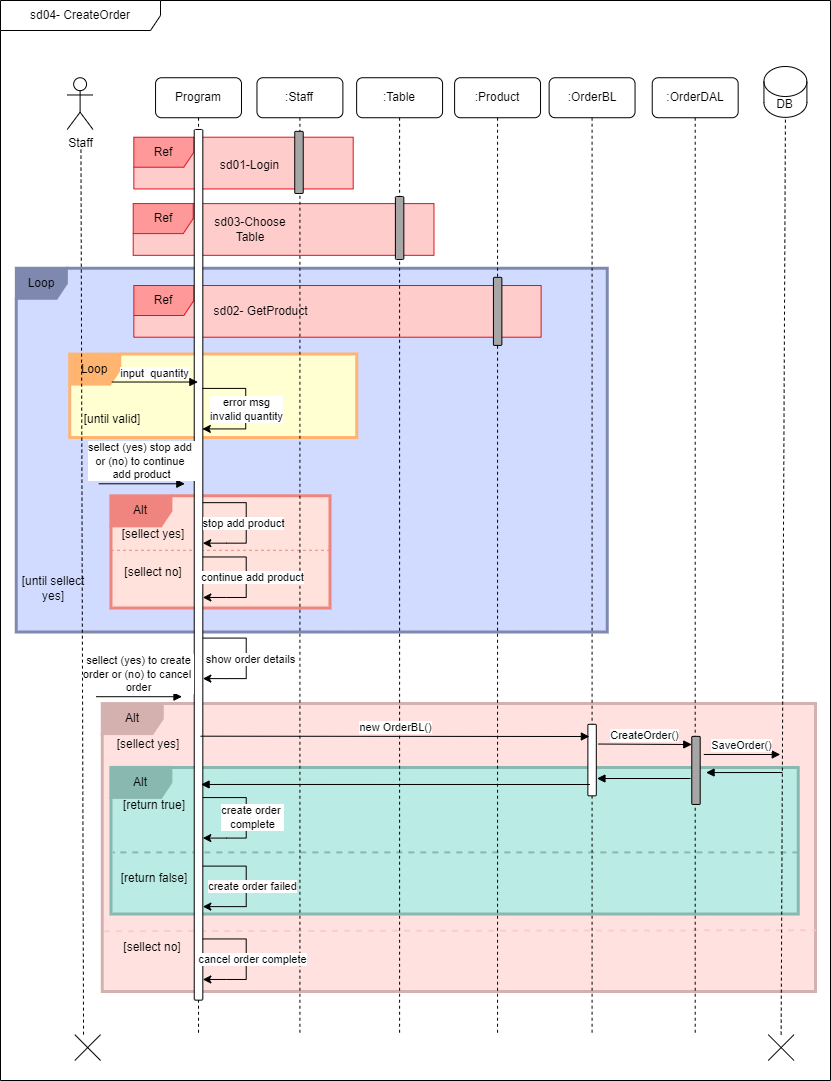 sd04- CreateOrder
Staff
Program
:Staff
:Table
:Product
:OrderBL
:OrderDAL
DB
Ref
sd01-Login
Ref
sd03-Choose
Table
Loop
Ref
sd02- GetProduct
Loop
input quantity
error msg
invalid quantity
[until valid]
sellect (yes) stop add
or (no) to continue
add product
Alt
stop add product
[sellect yes]
[sellect no]
continue add product
[until sellect
yes]
show order details
sellect (yes) to create
order or (no) to cancel
order
Alt
new OrderBL()
[sellect yes]
CreateOrder()
SaveOrder()
Alt
[return true]
create order
complete
[return false]
create order failed
[sellect no]
cancel order complete